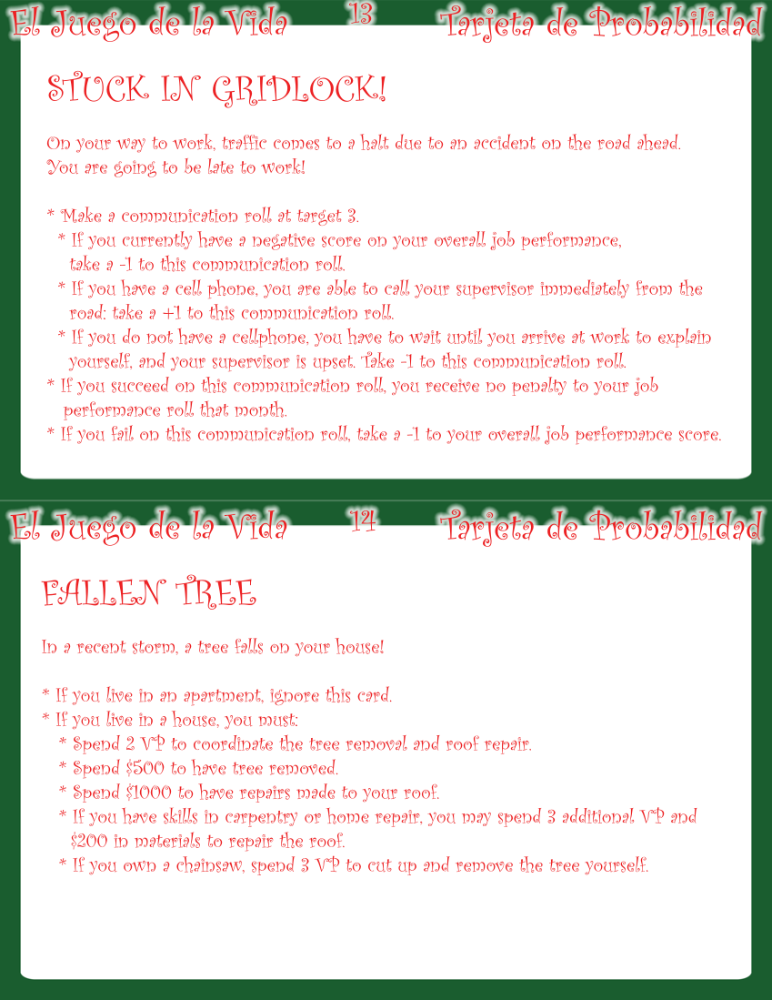 El Juego de la Vida 13 Tarjeta de Probabilidad
STUCK IN GRIDLOCK!
On your way to work, traffic comes to a halt due to an accident on the road ahead.
You are going to be late to work!
* Make a communication roll at target 3.
* If you currently have a negative score on your overall job performance,
take a -1 to this communication roll.
* If you have a cell phone, you are able to call your supervisor immediately from the
road: take a +1 to this communication roll.
* If you do not have a cellphone, you have to wait until you arrive at work to explain
yourself, and your supervisor is upset. Take -1 to this communication roll.
* If you succeed on this communication roll, you receive no penalty to your job
performance roll that month.
* If you fail on this communication roll, take a -1 to your overall job performance score.
El Juego de la Vida 14 Tarjeta de Probabilidad
FALLEN TREE
In a recent storm, a tree falls on your house!
* If you live in an apartment, ignore this card.
* If you live in a house, you must:
* Spend 2 VP to coordinate the tree removal and roof repair.
* Spend $500 to have tree removed.
* Spend $1000 to have repairs made to your roof.
* If you have skills in carpentry or home repair, you may spend 3 additional VP and
$200 in materials to repair the roof.
* If you own a chainsaw, spend 3 VP to cut up and remove the tree yourself.